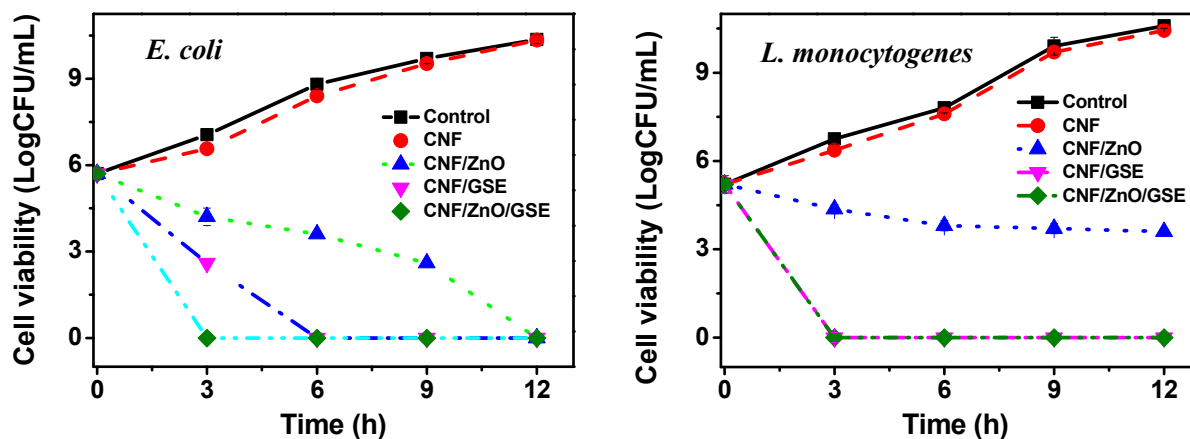 Cell viability (LogCFU/mL)
9
6
3
0
E. coli
Control
CNF
CNF/ZnO
CNF/GSE
CNF/ZnO/GSE
0 3 6 9 12
Time (h)
Cell viability (LogCFU/mL)
9
6
3
0
L. monocytogenes
Control
CNF
CNF/ZnO
CNF/GSE
CNF/ZnO/GSE
0 3 6 9 12
Time (h)